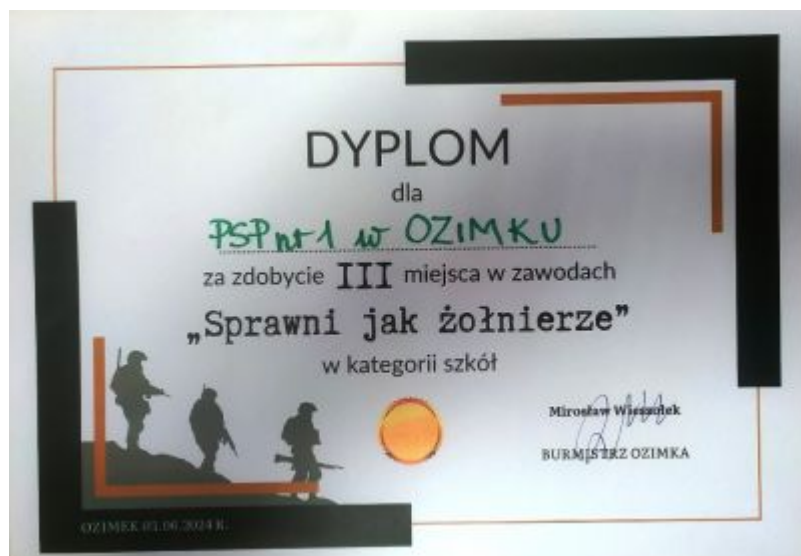 DYPLOM
dla
PSP nr 1 w OZIMKU
za zdobycie III miejsca w zawodach
„Sprawni jak żołnierze”
w kategorii szkół
Mirosław
BURMISTRZ OZIMKA
OZIMEK 06.2024 R.